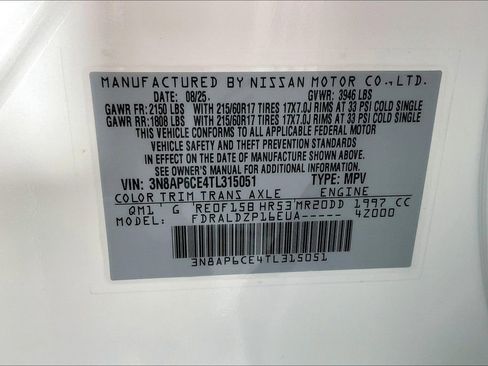 MANUFACTURED BY NISSAN MOTOR CO., LTD.
DATE: 08/25. GVWR: 3946 LBS
GAWR FR: 2150 LBS WITH 215/60R17 TIRES 17X7.0J RIMS AT 33 PSI COLD SINGLE
GAWR RR: 1808 LBS WITH 215/60R17 TIRES 17X7.0J RIMS AT 33 PSI COLD SINGLE
THIS VEHICLE CONFORMS TO ALL APPLICABLE FEDERAL MOTOR
VEHICLE SAFETY AND THEFT PREVENTION STANDARDS IN
EFFECT ON THE DATE OF MANUFACTURE SHOWN ABOVE.
SEE OWNER'S MANUAL FOR ADDITIONAL INFORMATION.
VIN: 3N8AP6CE4TL315051 TYPE: MPV
COLOR TRIM TRANS AXLE ENGINE
QM1 G RE0F15B HR53 MR20DD 1997 CC
MODEL: FDRALDZP16EUA----- 4Z000
3N8AP6CE4TL315051